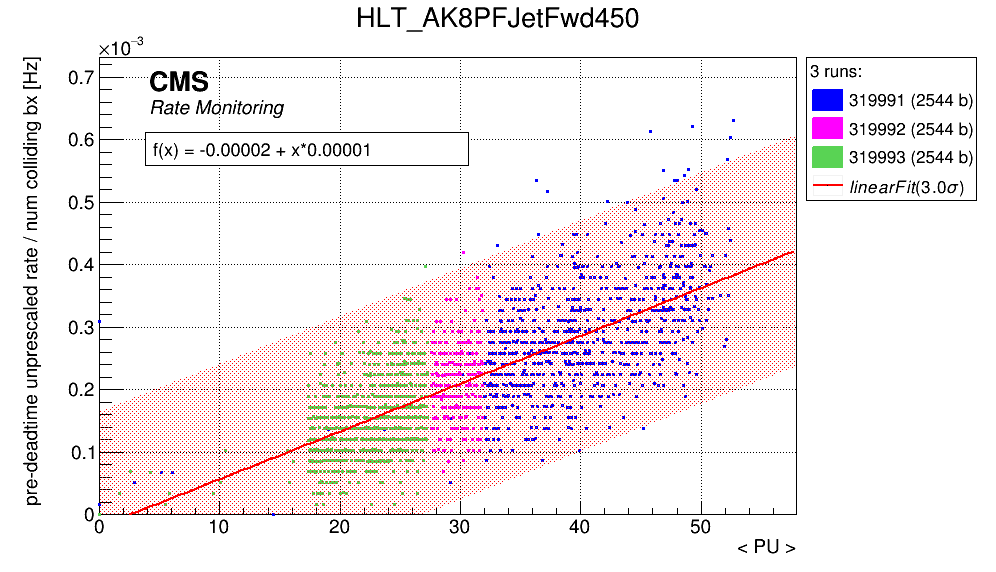 HLT_AK8PFJetFwd450
×10⁻³
pre-deadtime unprescaled rate / num colliding bx [Hz]
0.7
0.6
0.5
0.4
0.3
0.2
0.1
0
CMS
Rate Monitoring
f(x) = -0.00002 + x*0.00001
3 runs:
319991 (2544 b)
319992 (2544 b)
319993 (2544 b)
linearFit(3.0σ)
0 10 20 30 40 50
< PU >